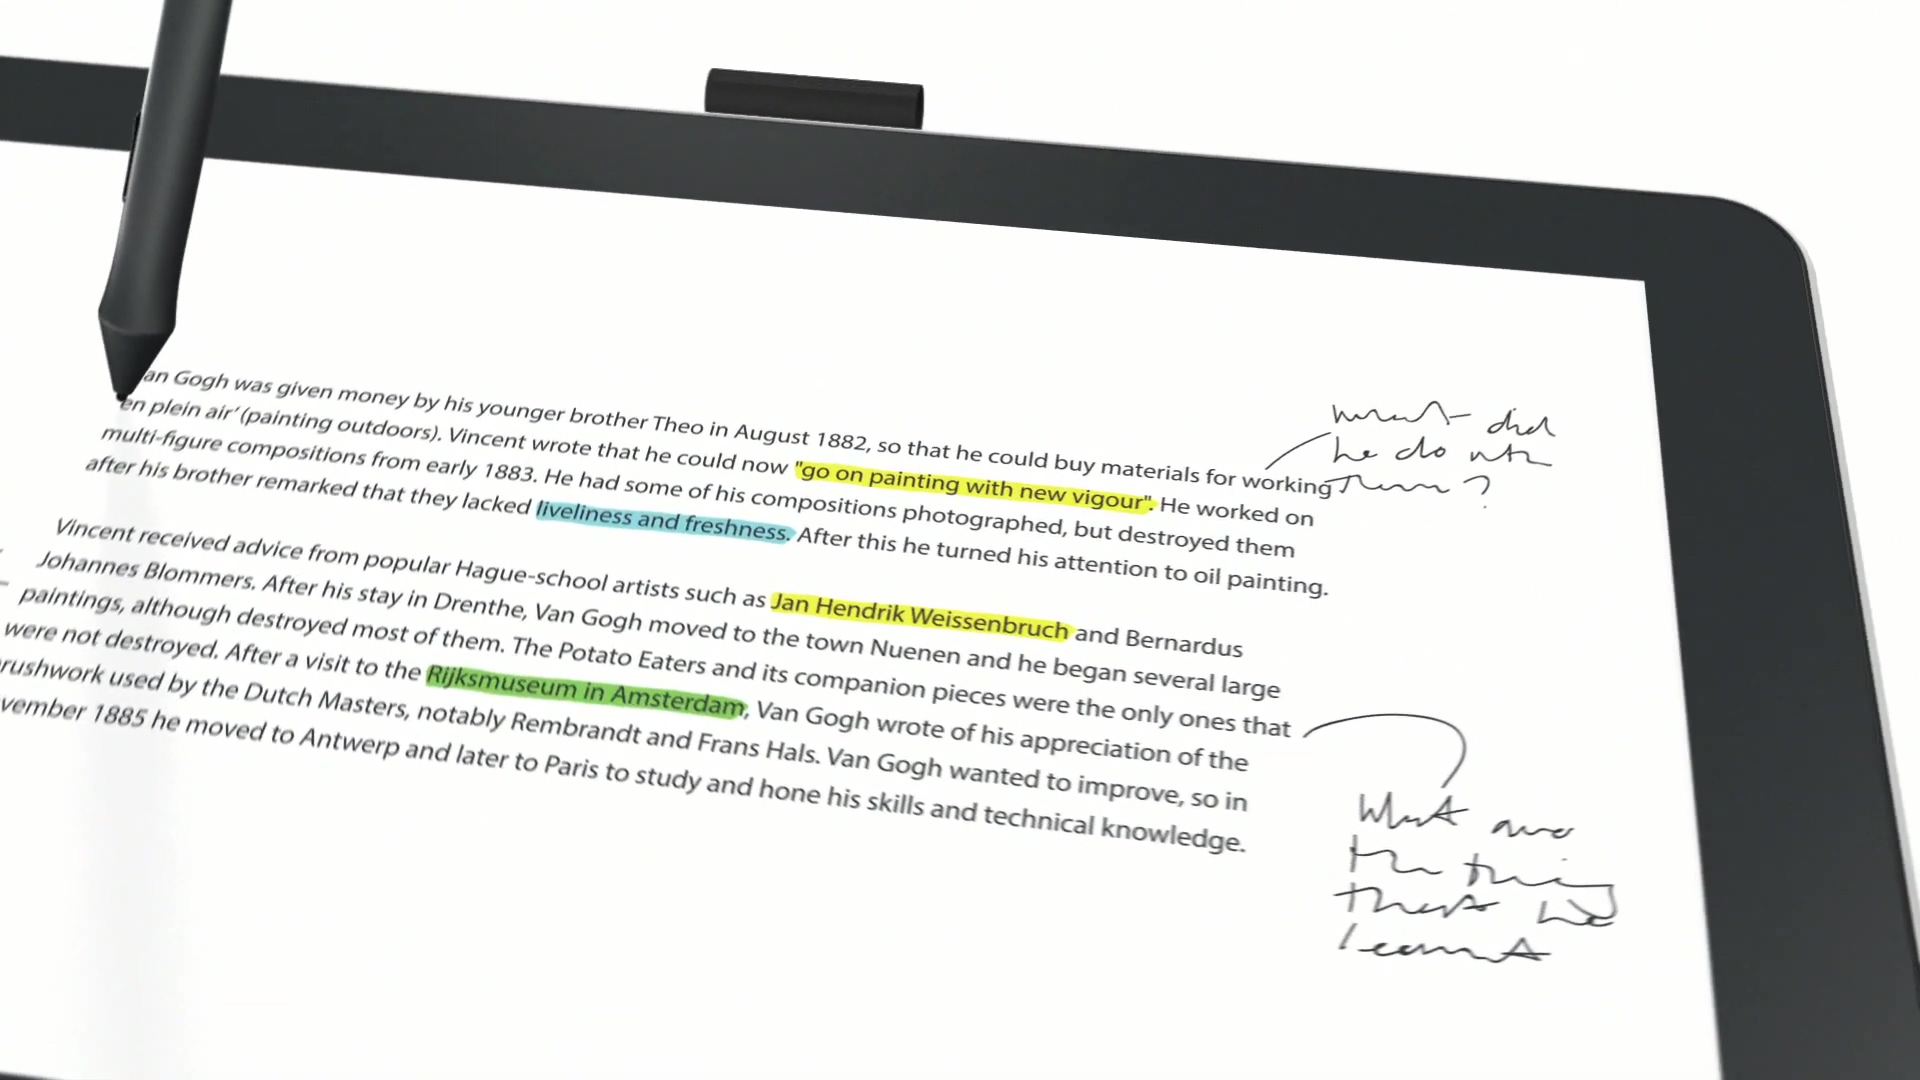 an Gogh was given money by his younger brother Theo in August 1882, so that he could buy materials for working
en plein air' (painting outdoors). Vincent wrote that he could now "go on painting with new vigour". He worked on
multi-figure compositions from early 1883. He had some of his compositions photographed, but destroyed them
after his brother remarked that they lacked liveliness and freshness. After this he turned his attention to oil painting.
Vincent received advice from popular Hague-school artists such as Jan Hendrik Weissenbruch and Bernardus
Johannes Blommers. After his stay in Drenthe, Van Gogh moved to the town Nuenen and he began several large
paintings, although destroyed most of them. The Potato Eaters and its companion pieces were the only ones that
were not destroyed. After a visit to the Rijksmuseum in Amsterdam, Van Gogh wrote of his appreciation of the
rushwork used by the Dutch Masters, notably Rembrandt and Frans Hals. Van Gogh wanted to improve, so in
vember 1885 he moved to Antwerp and later to Paris to study and hone his skills and technical knowledge.
what did
he do with
them?
What are
the thing
that he
learnt